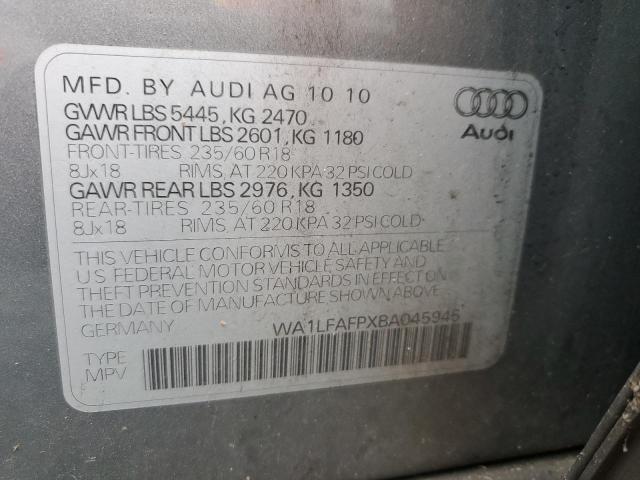 MFD. BY AUDI AG 10 10
GVWR LBS 5445, KG 2470
GAWR FRONT LBS 2601, KG 1180
FRONT-TIRES 235/60 R18
8Jx18 RIMS, AT 220 KPA 32 PSI COLD
GAWR REAR LBS 2976, KG 1350
REAR-TIRES 235/60 R18
8Jx18 RIMS, AT 220 KPA 32 PSI COLD
Audi
THIS VEHICLE CONFORMS TO ALL APPLICABLE
U.S FEDERAL MOTOR VEHICLE SAFETY AND
THEFT PREVENTION STANDARDS IN EFFECT ON
THE DATE OF MANUFACTURE SHOWN ABOVE.
GERMANY WA1LFAFPXBA045945
TYPE
MPV